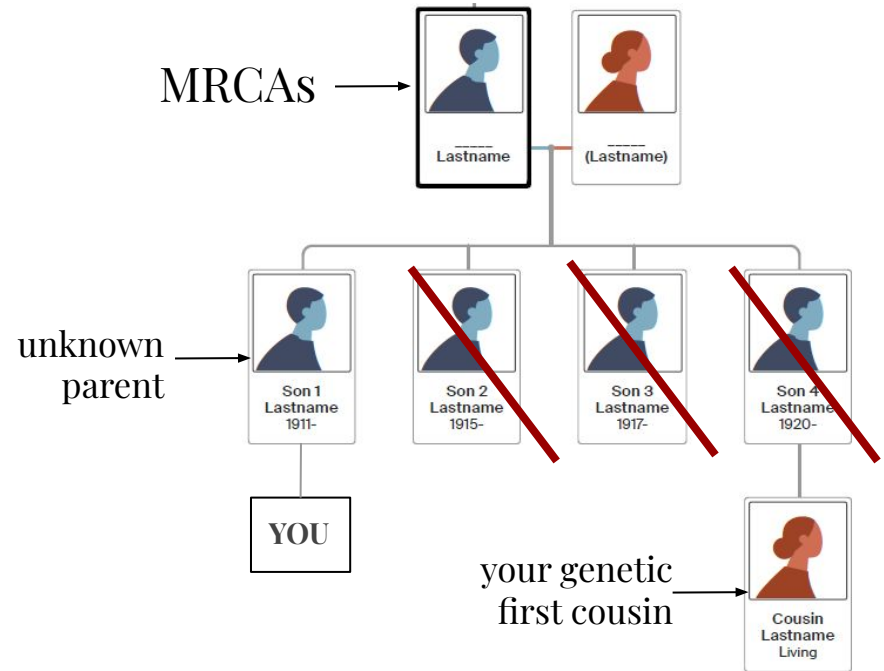 MRCAs
_____
Lastname
_____
(Lastname)
unknown
parent
Son 1
Lastname
1911-
Son 2
Lastname
1915-
Son 3
Lastname
1917-
Son 4
Lastname
1920-
YOU
your genetic
first cousin
Cousin
Lastname
Living